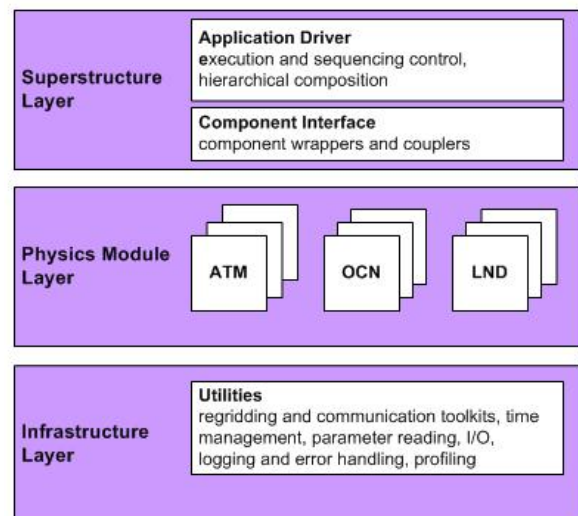 Superstructure
Layer
Application Driver
execution and sequencing control,
hierarchical composition
Component Interface
component wrappers and couplers
Physics Module
Layer
ATM
OCN
LND
Infrastructure
Layer
Utilities
regridding and communication toolkits, time
management, parameter reading, I/O,
logging and error handling, profiling